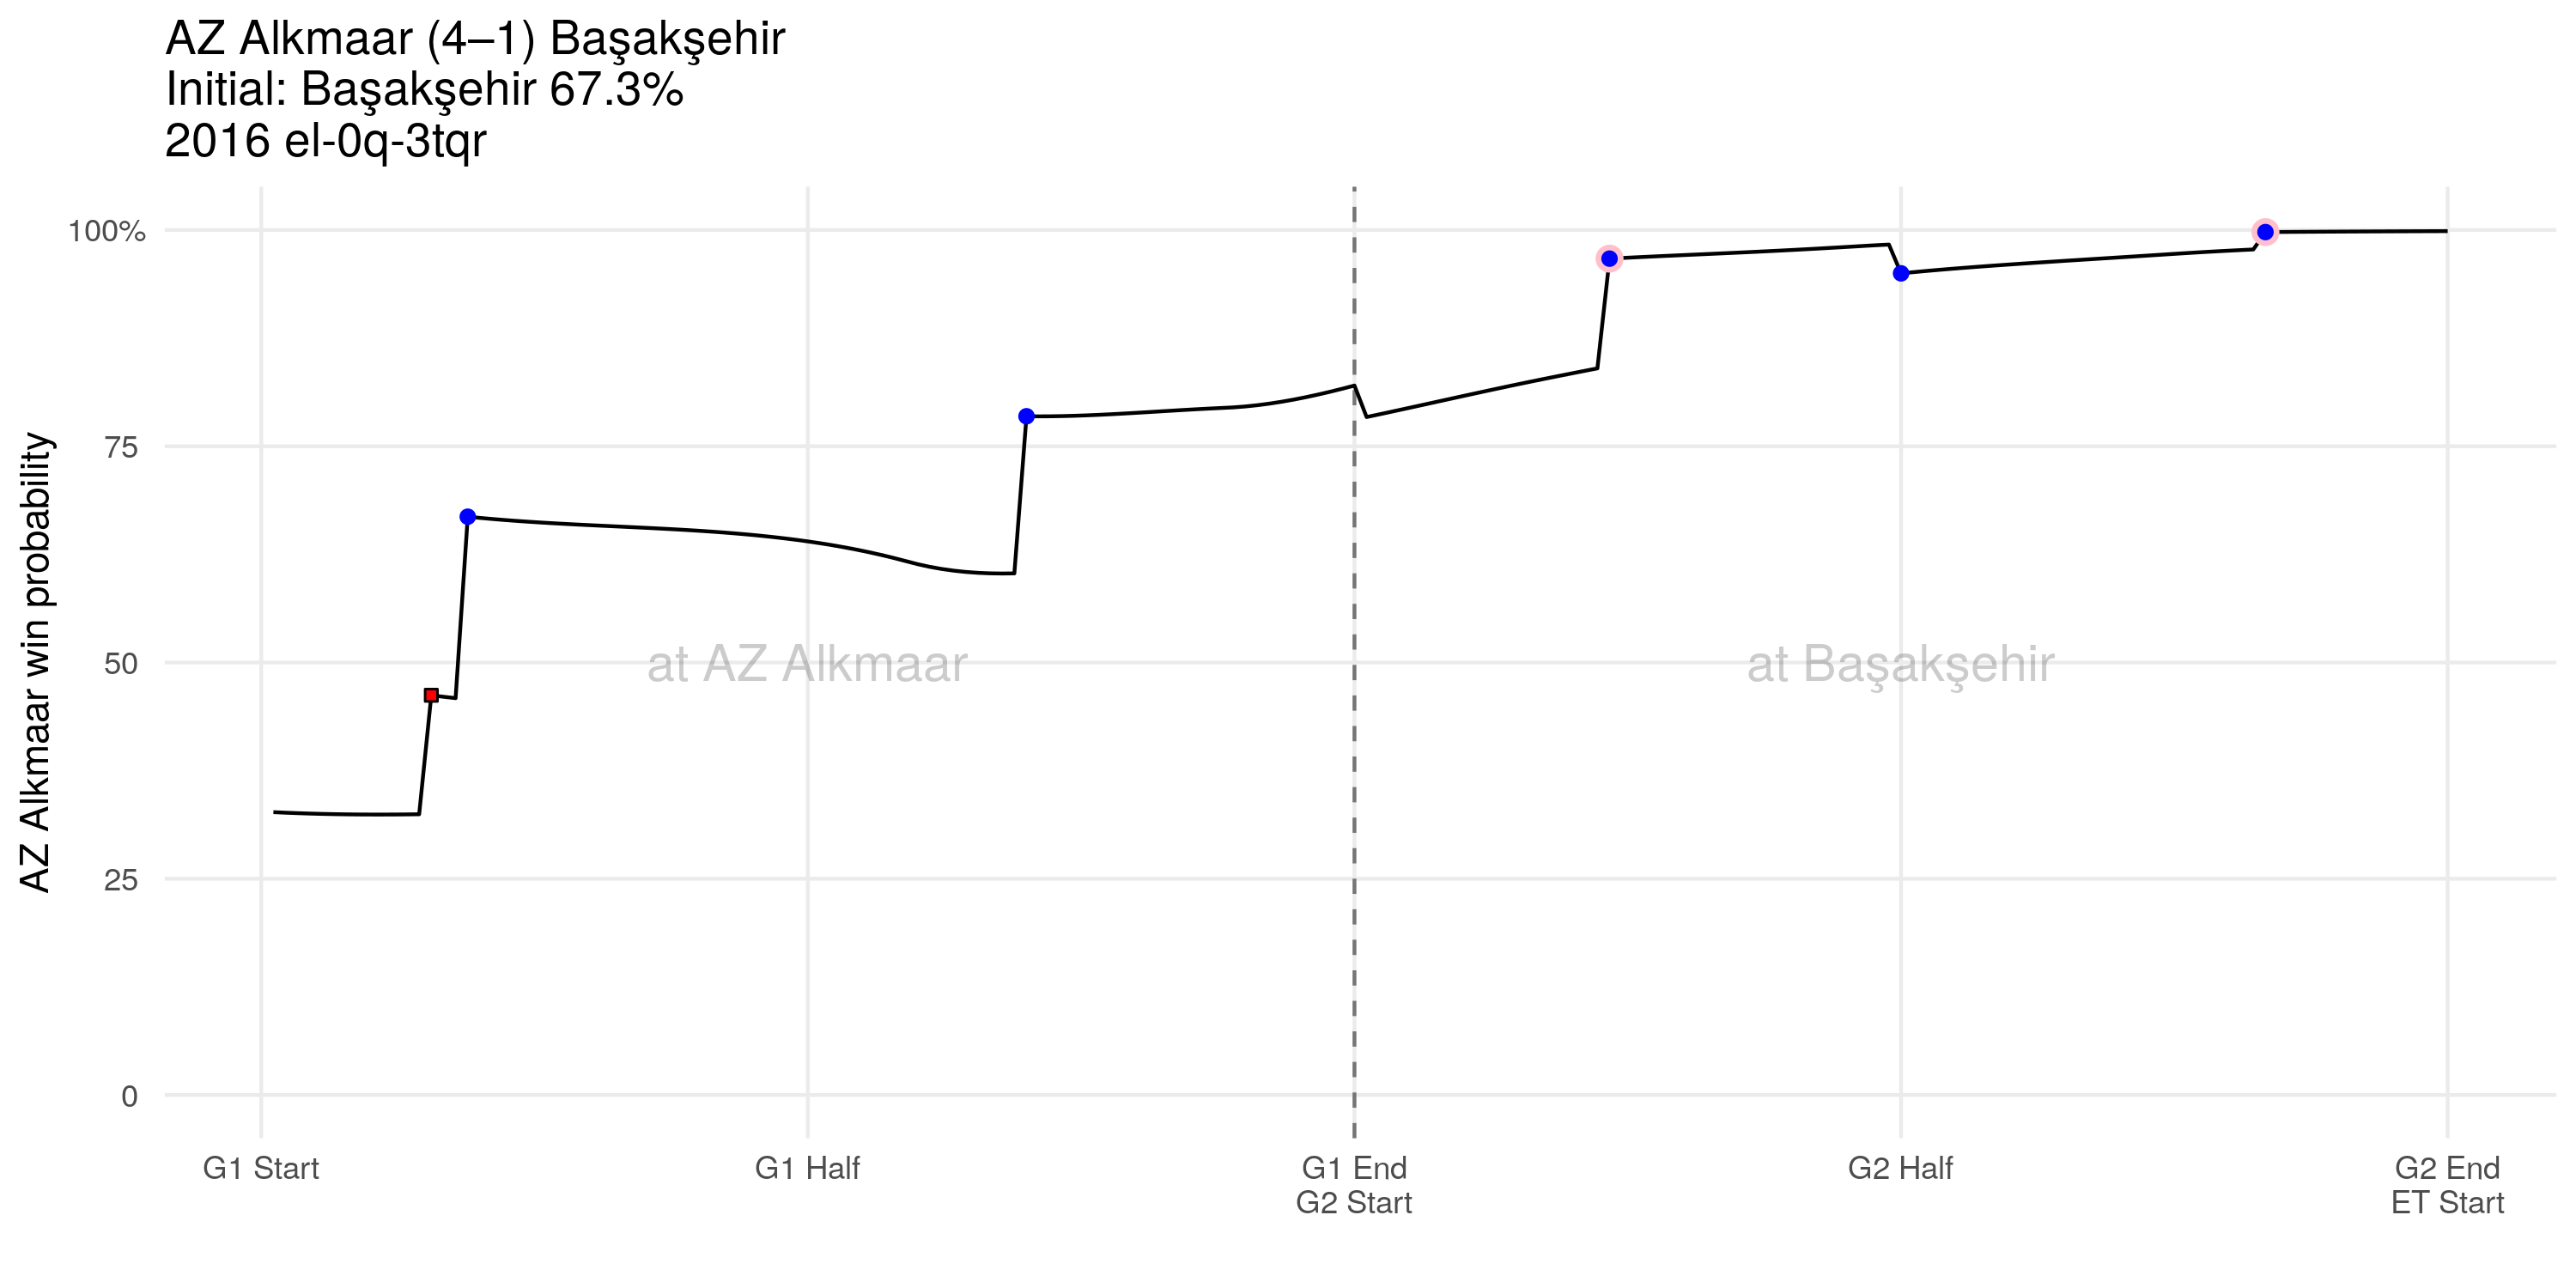 AZ Alkmaar (4–1) Başakşehir
Initial: Başakşehir 67.3%
2016 el-0q-3tqr
AZ Alkmaar win probability
100%
75
50
25
0
at AZ Alkmaar
at Başakşehir
G1 Start
G1 Half
G1 End
G2 Start
G2 Half
G2 End
ET Start